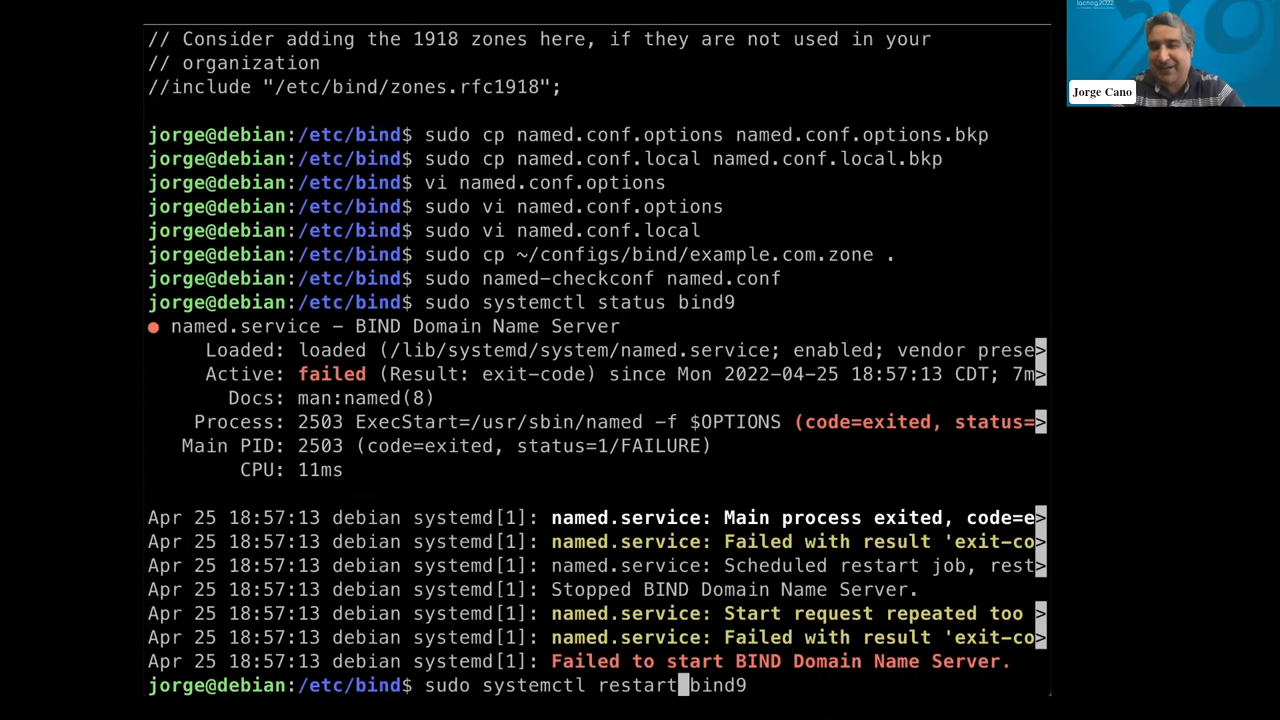 lacnog2022
// Consider adding the 1918 zones here, if they are not used in your
// organization
//include "/etc/bind/zones.rfc1918";
Jorge Cano
jorge@debian:/etc/bind$ sudo cp named.conf.options named.conf.options.bkp
jorge@debian:/etc/bind$ sudo cp named.conf.local named.conf.local.bkp
jorge@debian:/etc/bind$ vi named.conf.options
jorge@debian:/etc/bind$ sudo vi named.conf.options
jorge@debian:/etc/bind$ sudo vi named.conf.local
jorge@debian:/etc/bind$ sudo cp ~/configs/bind/example.com.zone .
jorge@debian:/etc/bind$ sudo named-checkconf named.conf
jorge@debian:/etc/bind$ sudo systemctl status bind9
● named.service - BIND Domain Name Server
Loaded: loaded (/lib/systemd/system/named.service; enabled; vendor prese>
Active: failed (Result: exit-code) since Mon 2022-04-25 18:57:13 CDT; 7m>
Docs: man:named(8)
Process: 2503 ExecStart=/usr/sbin/named -f $OPTIONS (code=exited, status=>
Main PID: 2503 (code=exited, status=1/FAILURE)
CPU: 11ms
Apr 25 18:57:13 debian systemd[1]: named.service: Main process exited, code=e>
Apr 25 18:57:13 debian systemd[1]: named.service: Failed with result 'exit-co>
Apr 25 18:57:13 debian systemd[1]: named.service: Scheduled restart job, rest>
Apr 25 18:57:13 debian systemd[1]: Stopped BIND Domain Name Server.
Apr 25 18:57:13 debian systemd[1]: named.service: Start request repeated too >
Apr 25 18:57:13 debian systemd[1]: named.service: Failed with result 'exit-co>
Apr 25 18:57:13 debian systemd[1]: Failed to start BIND Domain Name Server.
jorge@debian:/etc/bind$ sudo systemctl restart bind9